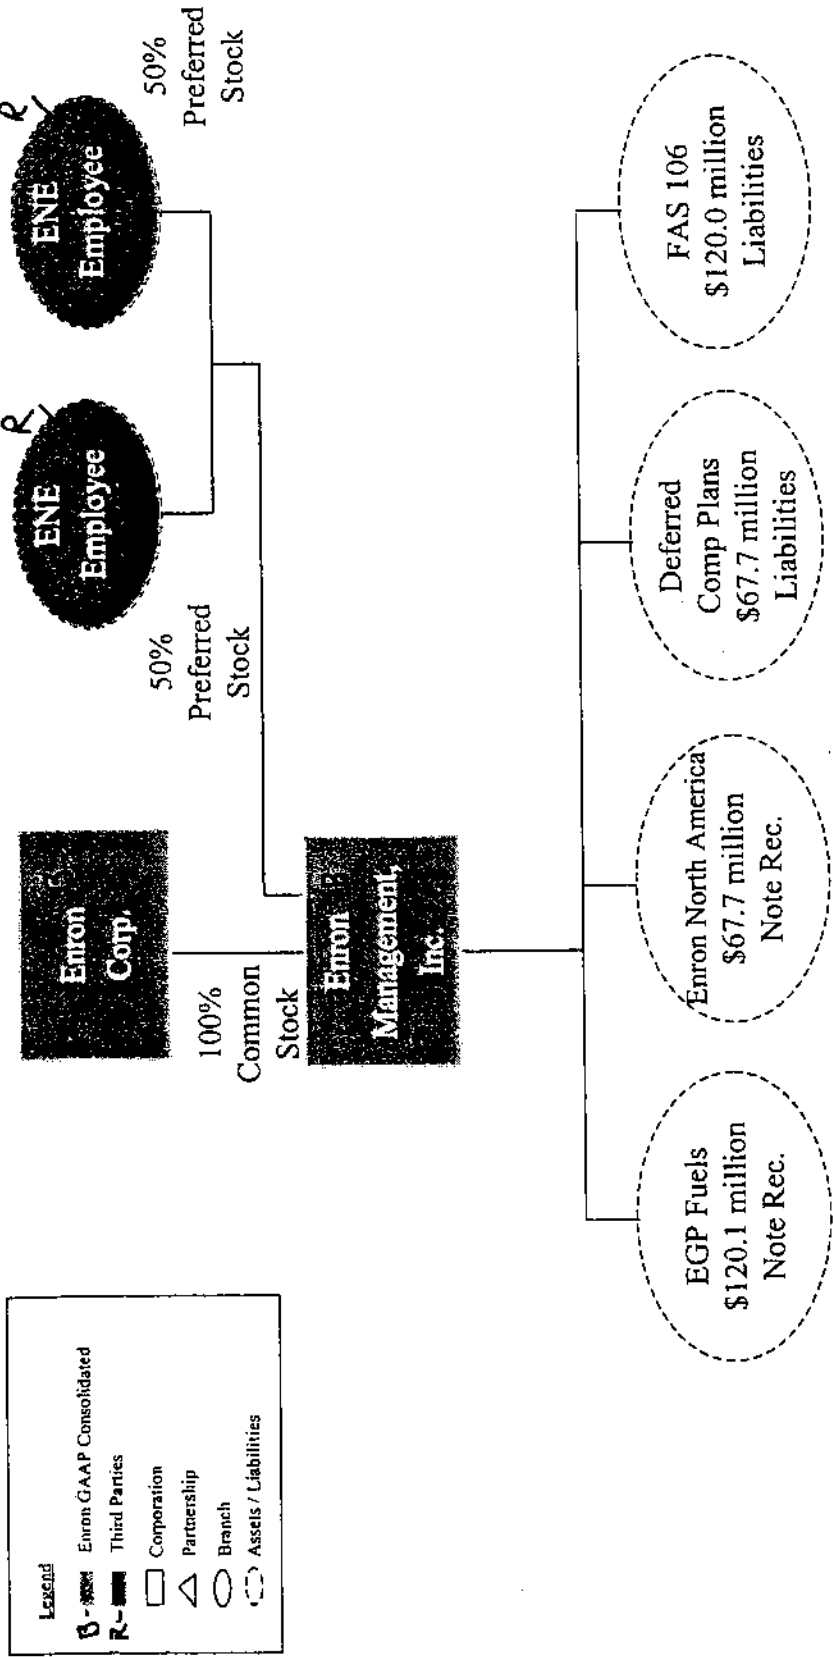 Legend
B - Enron GAAP Consolidated
R - Third Parties
Corporation
Partnership
Branch
Assets / Liabilities
Enron
Corp.
100%
Common
Stock
Enron
Management,
Inc.
R
ENE
Employee
50%
Preferred
Stock
R
ENE
Employee
50%
Preferred
Stock
EGP Fuels
$120.1 million
Note Rec.
Enron North America
$67.7 million
Note Rec.
Deferred
Comp Plans
$67.7 million
Liabilities
FAS 106
$120.0 million
Liabilities